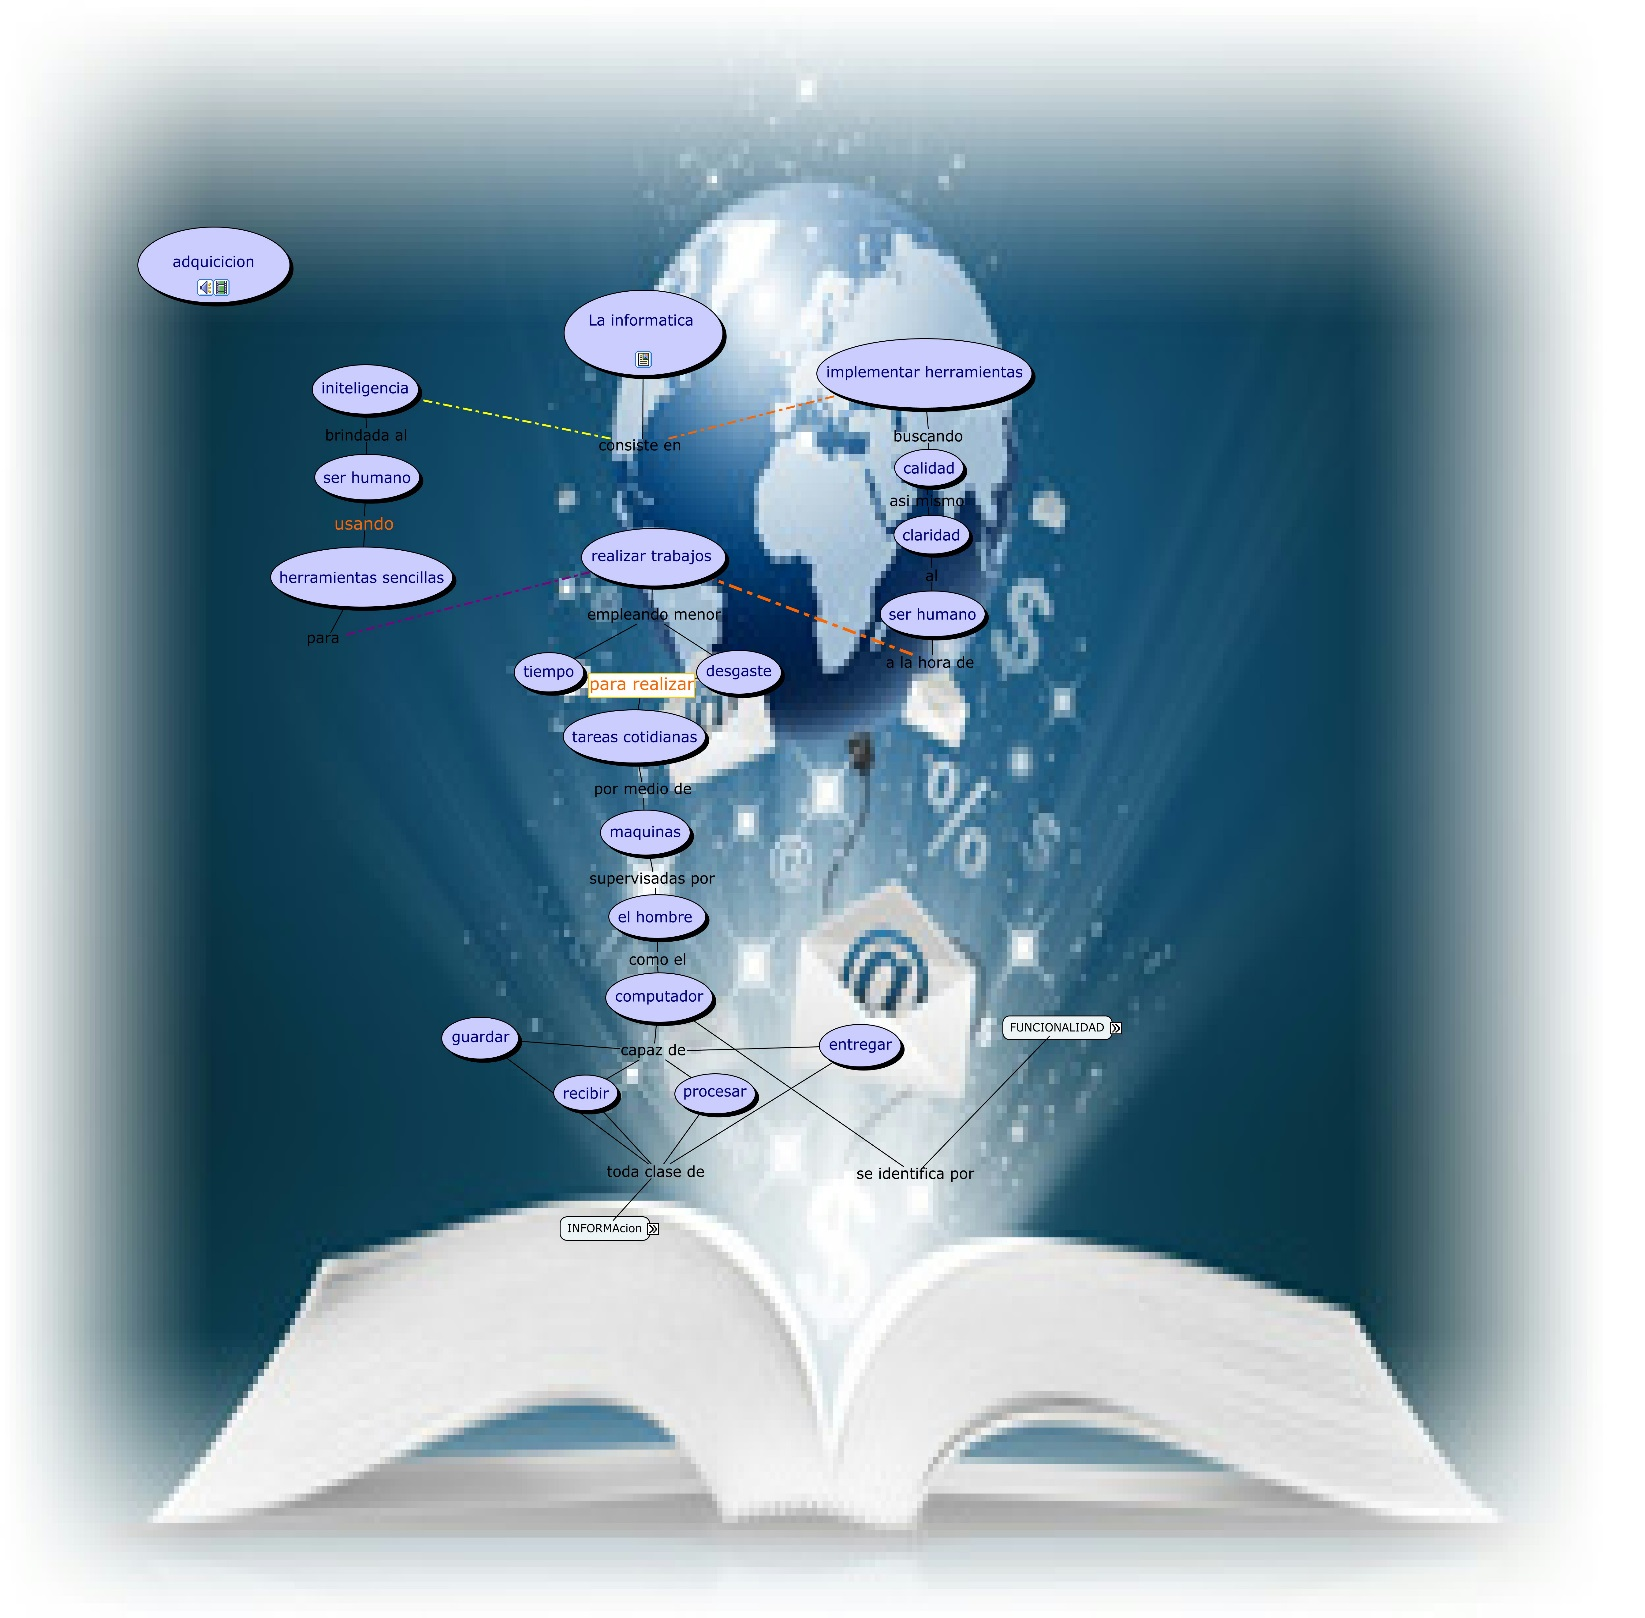 adquicicion
La informatica
implementar herramientas
initeligencia
buscando
brindada al
consiste en
calidad
ser humano
asi mismo
usando
claridad
realizar trabajos
herramientas sencillas
al
empleando menor
ser humano
para
a la hora de
tiempo
para realizar
desgaste
tareas cotidianas
por medio de
maquinas
supervisadas por
el hombre
como el
computador
FUNCIONALIDAD
guardar
capaz de
entregar
recibir
procesar
toda clase de
se identifica por
INFORMAcion